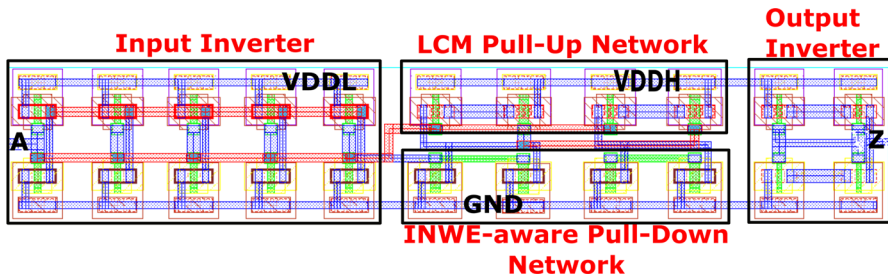 Input Inverter
LCM Pull-Up Network
Output
Inverter
VDDL
VDDH
A
Z
GND
INWE-aware Pull-Down
Network